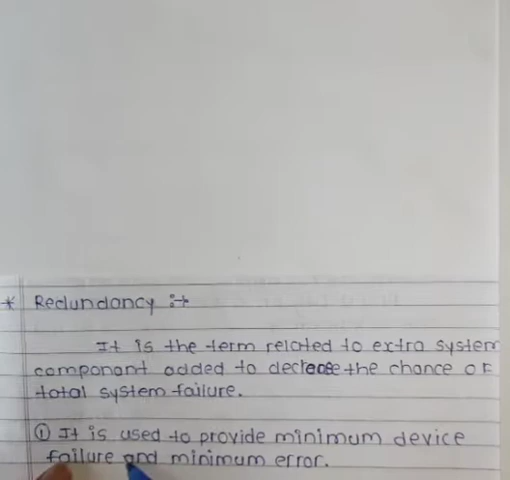 * Redundancy :→
It is the term related to extra system
componant added to decrease the chance of
total system failure.
① It is used to provide minimum device
failure and minimum error.